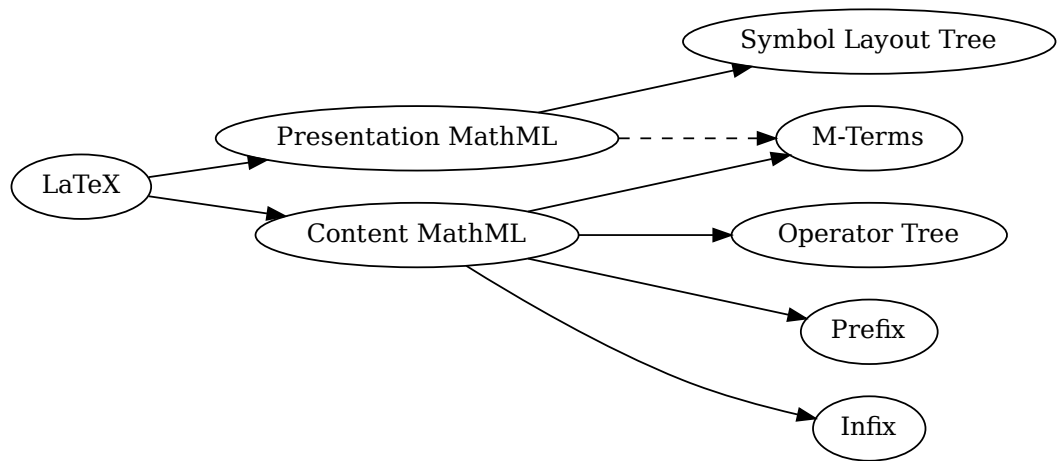 Symbol Layout Tree
Presentation MathML
M-Terms
LaTeX
Content MathML
Operator Tree
Prefix
Infix